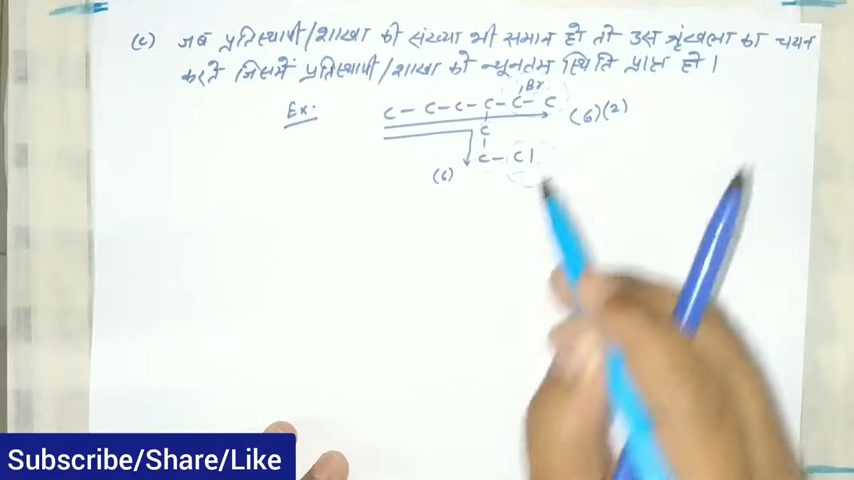 (c) जब प्रतिस्थापी/शाखा की संख्या भी समान हो तो उस शृंखला का चयन
करते जिसमें प्रतिस्थापी/शाखा को न्यूनतम स्थिति प्राप्त हो।
Br
Ex. C - C - C - C - C - C (6)(2)
C
(6) C - Cl
Subscribe/Share/Like